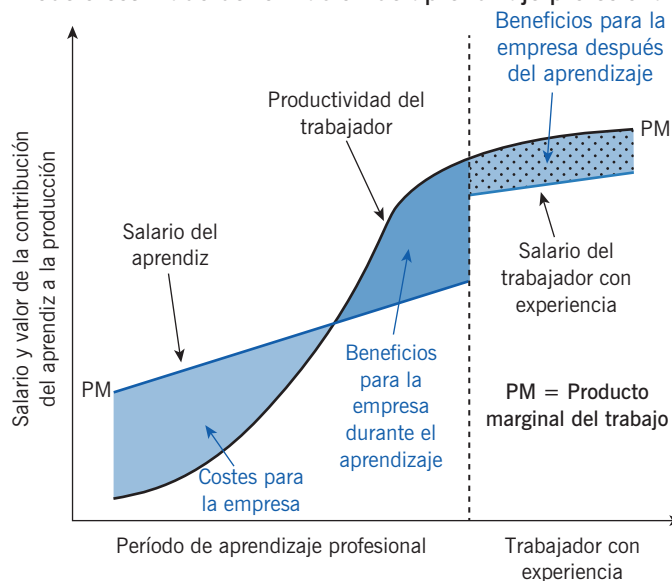 Beneficios para la
empresa después
del aprendizaje
Productividad del
trabajador
PM
Salario del
aprendiz
Salario del
trabajador con
experiencia
Salario y valor de la contribución
del aprendiz a la producción
PM
Beneficios
para la
empresa
durante el
aprendizaje
PM = Producto
marginal del trabajo
Costes para
la empresa
Período de aprendizaje profesional
Trabajador con
experiencia